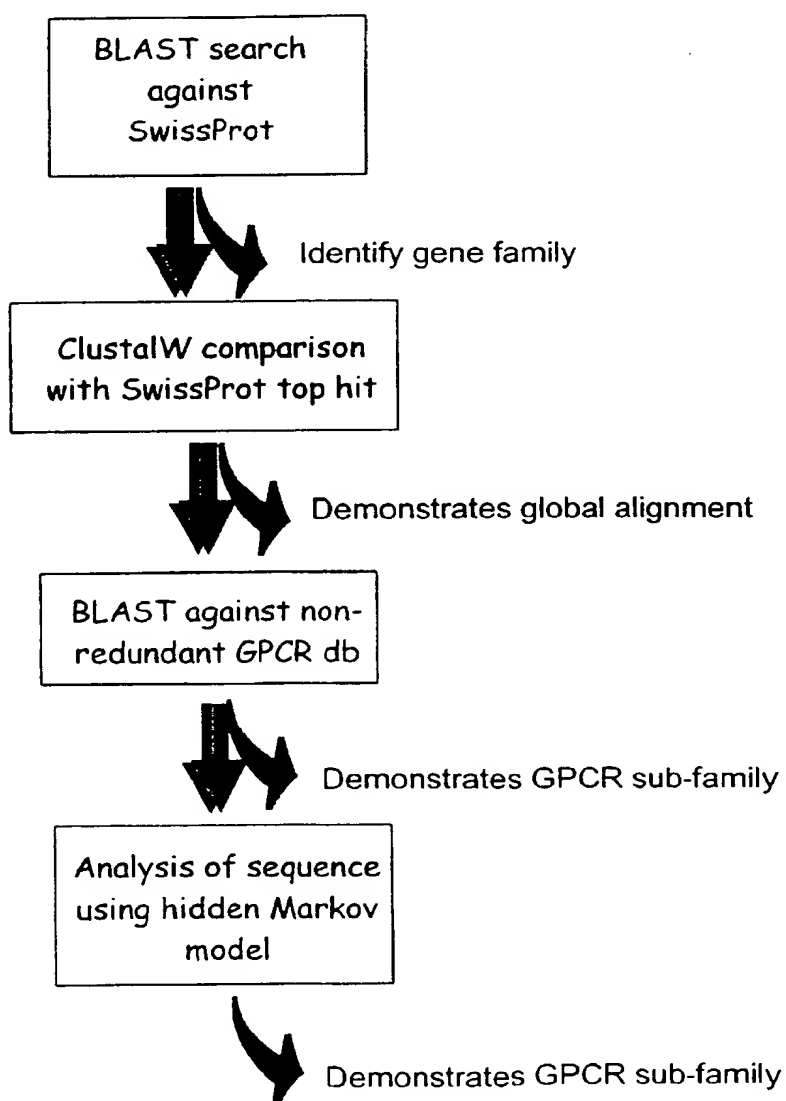 BLAST search
against
SwissProt
Identify gene family
ClustalW comparison
with SwissProt top hit
Demonstrates global alignment
BLAST against non-
redundant GPCR db
Demonstrates GPCR sub-family
Analysis of sequence
using hidden Markov
model
Demonstrates GPCR sub-family